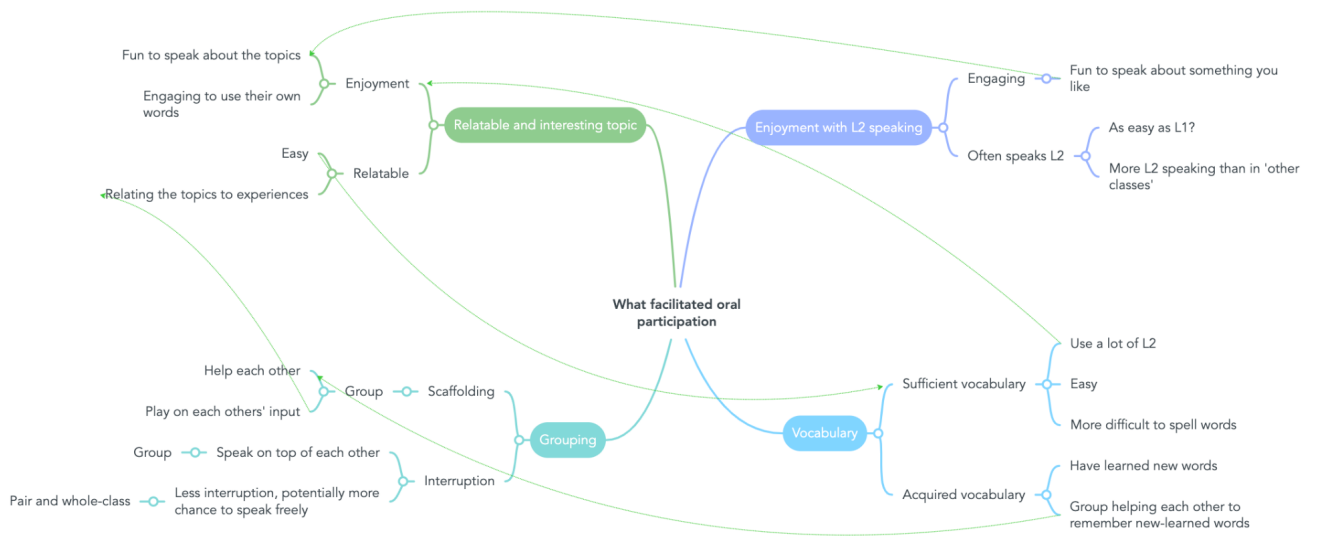 What facilitated oral
participation
Relatable and interesting topic
Enjoyment
Fun to speak about the topics
Engaging to use their own
words
Relatable
Easy
Relating the topics to experiences
Enjoyment with L2 speaking
Engaging
Fun to speak about something you
like
Often speaks L2
As easy as L1?
More L2 speaking than in 'other
classes'
Grouping
Scaffolding
Group
Help each other
Play on each others' input
Interruption
Speak on top of each other
Group
Less interruption, potentially more
chance to speak freely
Pair and whole-class
Vocabulary
Sufficient vocabulary
Use a lot of L2
Easy
More difficult to spell words
Acquired vocabulary
Have learned new words
Group helping each other to
remember new-learned words